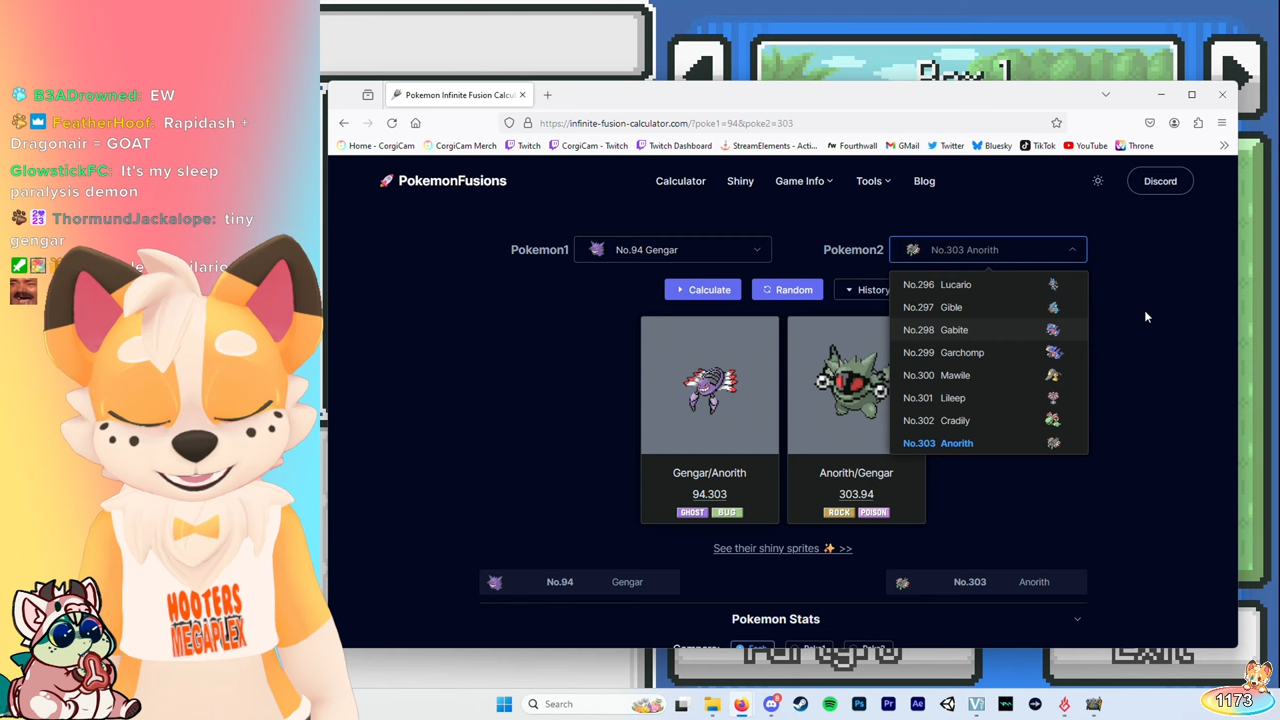 B3ADrowned: EW
FeatherHoof: Rapidash +
Dragonair = GOAT
GlowstickFC: It's my sleep
paralysis demon
ThormundJackalope: tiny
gengar
HOOTERS
MEGAPLEX
Pokemon Infinite Fusion Calcul
https://infinite-fusion-calculator.com/?poke1=94&poke2=303
Home - CorgiCam
CorgiCam Merch
Twitch
CorgiCam - Twitch
Twitch Dashboard
StreamElements - Acti...
Fourthwall
GMail
Twitter
Bluesky
TikTok
YouTube
Throne
PokemonFusions
Calculator
Shiny
Game Info
Tools
Blog
Discord
Pokemon1
No.94 Gengar
Pokemon2
No.303 Anorith
Calculate
Random
History
No.296 Lucario
No.297 Gible
No.298 Gabite
No.299 Garchomp
No.300 Mawile
No.301 Lileep
No.302 Cradily
No.303 Anorith
Gengar/Anorith
94.303
GHOST BUG
Anorith/Gengar
303.94
ROCK POISON
See their shiny sprites ✨ >>
No.94 Gengar
No.303 Anorith
Pokemon Stats
Search
1173